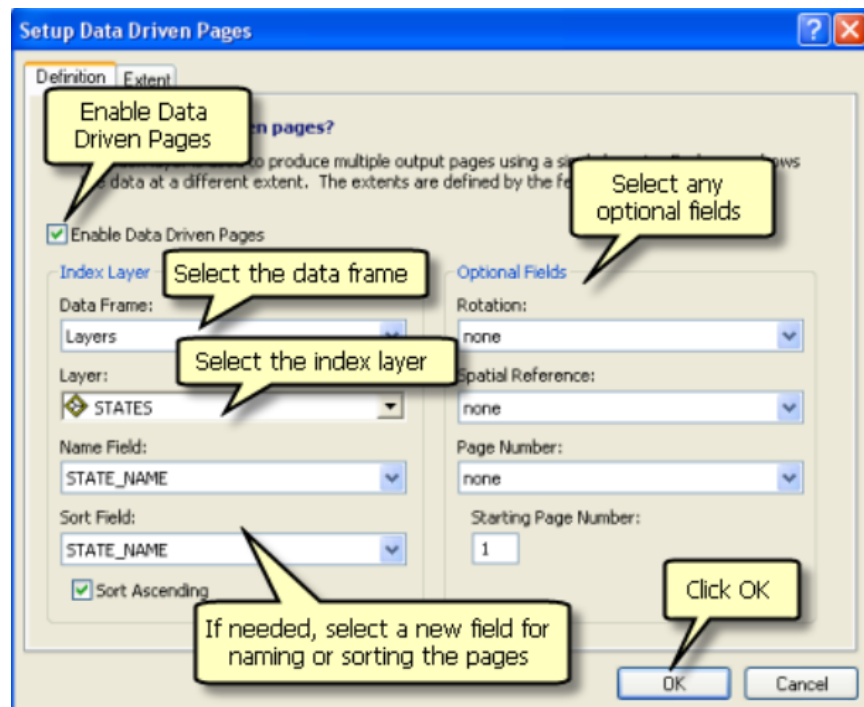 Setup Data Driven Pages
Definition Extent
Enable Data
Driven Pages
en pages?
to produce multiple output pages using a
data at a different extent. The extents are defined by the
Select any
optional fields
Enable Data Driven Pages
Index Layer
Select the data frame
Optional Fields
Data Frame:
Rotation:
Layers
none
Select the index layer
Layer:
Spatial Reference:
STATES
none
Name Field:
Page Number:
STATE_NAME
none
Sort Field:
Starting Page Number:
STATE_NAME
1
Sort Ascending
Click OK
If needed, select a new field for
naming or sorting the pages
OK
Cancel